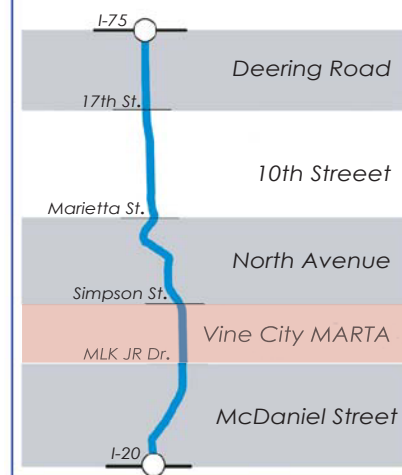 I-75
Deering Road
17th St.
10th Streeet
Marietta St.
North Avenue
Simpson St.
Vine City MARTA
MLK JR Dr.
McDaniel Street
I-20